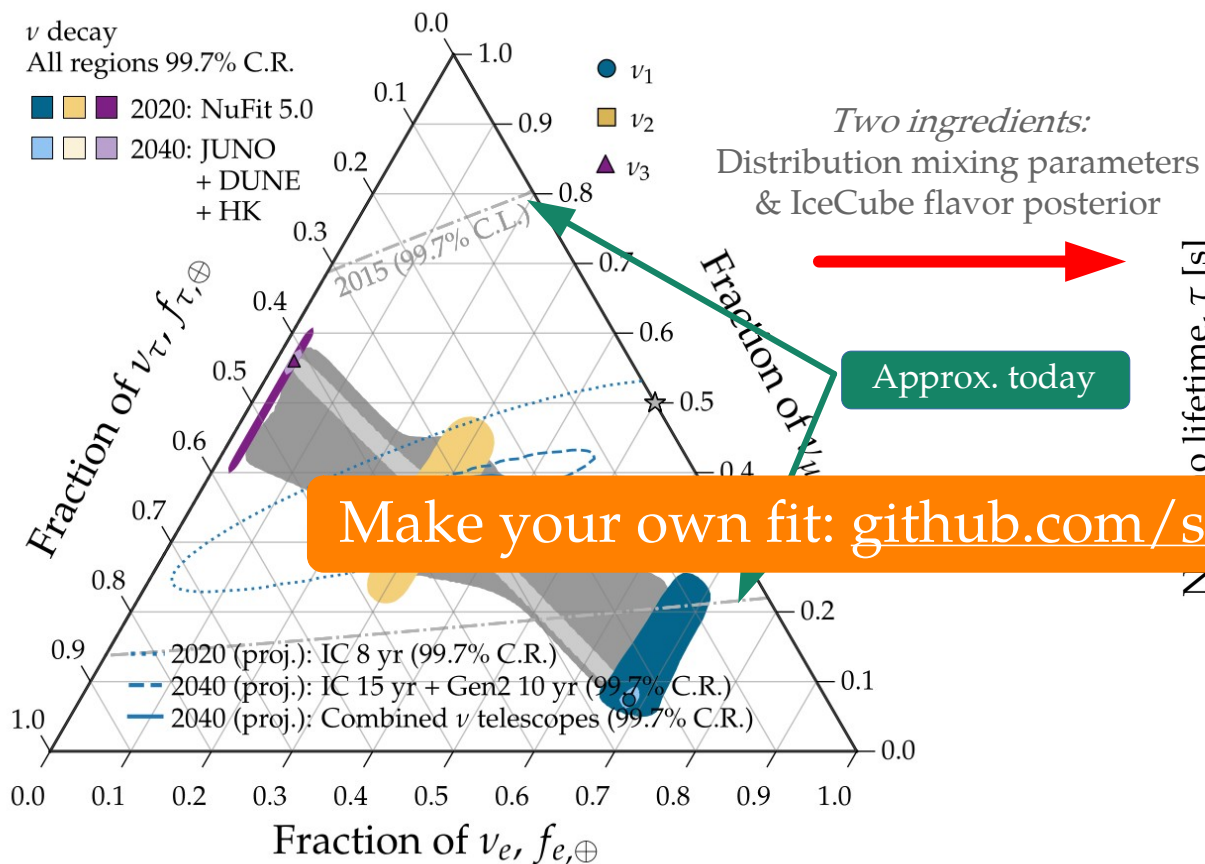 ν decay
All regions 99.7% C.R.
2020: NuFit 5.0
2040: JUNO
+ DUNE
+ HK
ν1
ν2
ν3
Two ingredients:
Distribution mixing parameters
& IceCube flavor posterior
2015 (99.7% C.L.)
Approx. today
Make your own fit: github.com/s
2020 (proj.): IC 8 yr (99.7% C.R.)
2040 (proj.): IC 15 yr + Gen2 10 yr (99.7% C.R.)
2040 (proj.): Combined ν telescopes (99.7% C.R.)
Fraction of ντ, fτ,⊕
0.0
0.1
0.2
0.3
0.4
0.5
0.6
0.7
0.8
0.9
1.0
Fraction of νμ
1.0
0.9
0.8
0.7
0.6
0.5
0.4
0.2
0.1
0.0
0.0 0.1 0.2 0.3 0.4 0.5 0.6 0.7 0.8 0.9 1.0
Fraction of νe, fe,⊕
lifetime, τ [s]